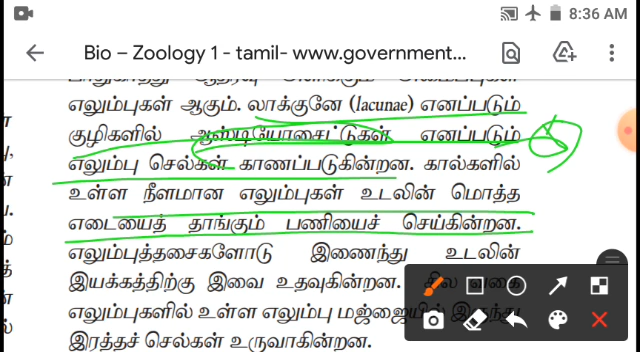 8:36 AM
Bio – Zoology 1 - tamil- www.government...
எலும்புகள் ஆகும். லாக்குனே (lacunae) எனப்படும்
குழிகளில் ஆஸ்டியோசைட்டுகள் எனப்படும்
எலும்பு செல்கள் காணப்படுகின்றன. கால்களில்
உள்ள நீளமான எலும்புகள் உடலின் மொத்த
எடையைத் தாங்கும் பணியைச் செய்கின்றன.
எலும்புத்தசைகளோடு இணைந்து உடலின்
இயக்கத்திற்கு இவை உதவுகின்றன. சில வகை
எலும்புகளில் உள்ள எலும்பு மஜ்ஜையில் இருந்து
இரத்தச் செல்கள் உருவாகின்றன.